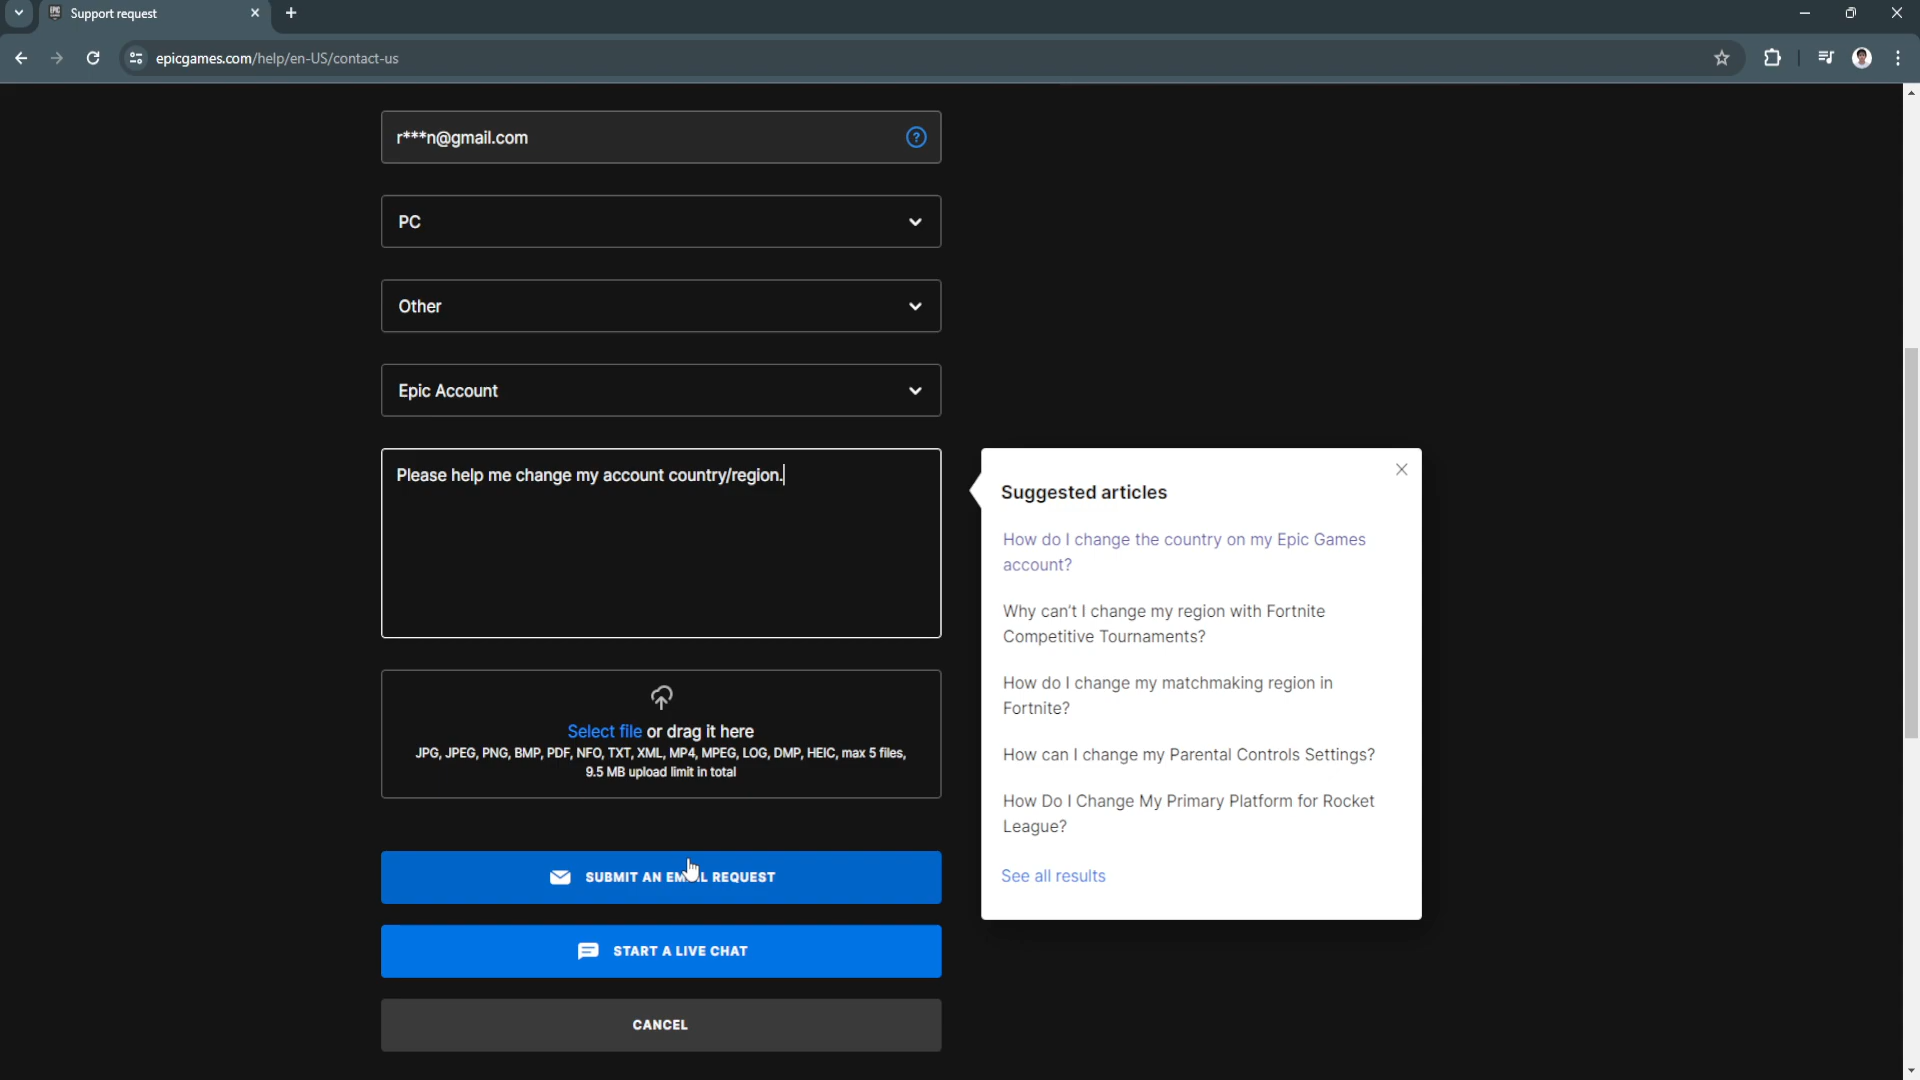 Support request
epicgames.com/help/en-US/contact-us
r***n@gmail.com
PC
Other
Epic Account
Please help me change my account country/region.
Select file or drag it here
JPG, JPEG, PNG, BMP, PDF, NFO, TXT, XML, MP4, MPEG, LOG, DMP, HEIC, max 5 files,
9.5 MB upload limit in total
SUBMIT AN EMAIL REQUEST
START A LIVE CHAT
CANCEL
Suggested articles
How do I change the country on my Epic Games
account?
Why can't I change my region with Fortnite
Competitive Tournaments?
How do I change my matchmaking region in
Fortnite?
How can I change my Parental Controls Settings?
How Do I Change My Primary Platform for Rocket
League?
See all results